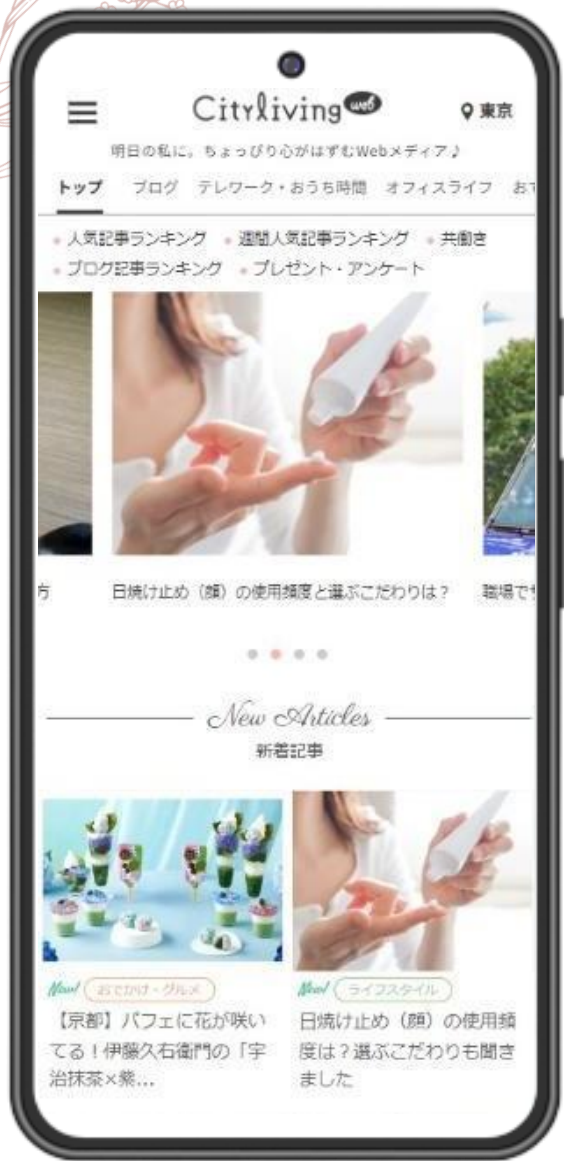 Cityliving web
東京
明日の私に。ちょっぴり心がはずむWebメディア♪
トップ ブログ テレワーク・おうち時間 オフィスライフ おで
人気記事ランキング 週間人気記事ランキング 共働き
ブログ記事ランキング プレゼント・アンケート
方 日焼け止め（顔）の使用頻度と選ぶこだわりは？ 職場でサ
New Articles
新着記事
New! おでかけ・グルメ
【京都】パフェに花が咲い
てる！伊藤久右衛門の「宇
治抹茶×紫...
New! ライフスタイル
日焼け止め（顔）の使用頻
度は？選ぶこだわりも聞き
ました